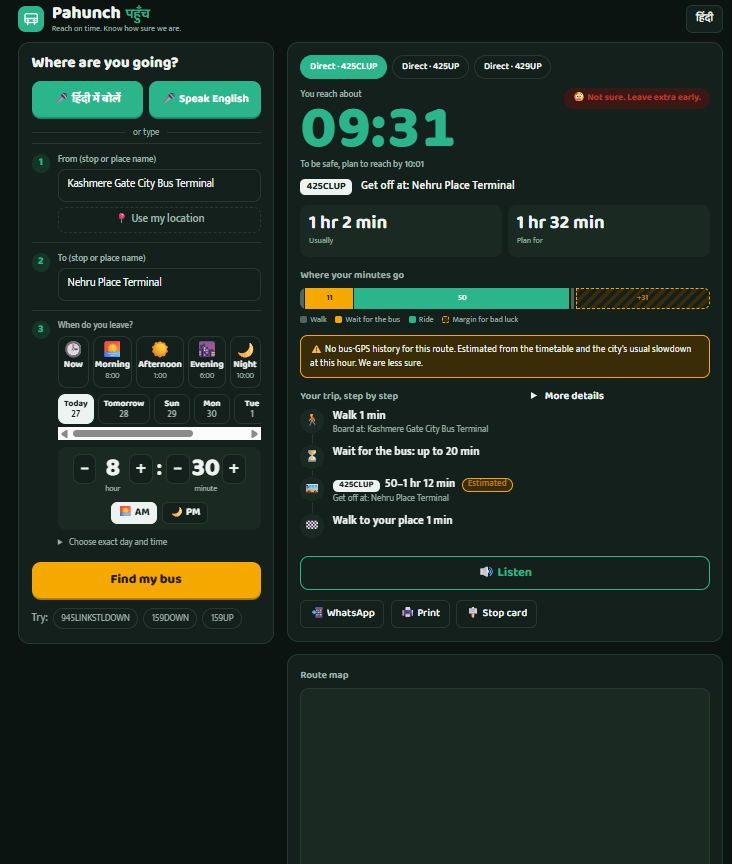 Pahunch पहुँच
Reach on time. Know how sure we are.
हिंदी
Where are you going?
हिंदी में बोलें
Speak English
or type
1
From (stop or place name)
Kashmere Gate City Bus Terminal
Use my location
2
To (stop or place name)
Nehru Place Terminal
3
When do you leave?
Now
Morning
8:00
Afternoon
1:00
Evening
6:00
Night
10:00
Today
27
Tomorrow
28
Sun
29
Mon
30
Tue
1
− 8 + : − 30 +
hour
minute
AM
PM
Choose exact day and time
Find my bus
Try:
945LINKSTLDOWN
159DOWN
159UP
Direct · 425CLUP
Direct · 425UP
Direct · 429UP
You reach about
Not sure. Leave extra early.
09:31
To be safe, plan to reach by 10:01
425CLUP
Get off at: Nehru Place Terminal
1 hr 2 min
Usually
1 hr 32 min
Plan for
Where your minutes go
11
50
+31
Walk
Wait for the bus
Ride
Margin for bad luck
No bus-GPS history for this route. Estimated from the timetable and the city's usual slowdown
at this hour. We are less sure.
Your trip, step by step
More details
Walk 1 min
Board at: Kashmere Gate City Bus Terminal
Wait for the bus: up to 20 min
425CLUP 50–1 hr 12 min Estimated
Get off at: Nehru Place Terminal
Walk to your place 1 min
Listen
WhatsApp
Print
Stop card
Route map